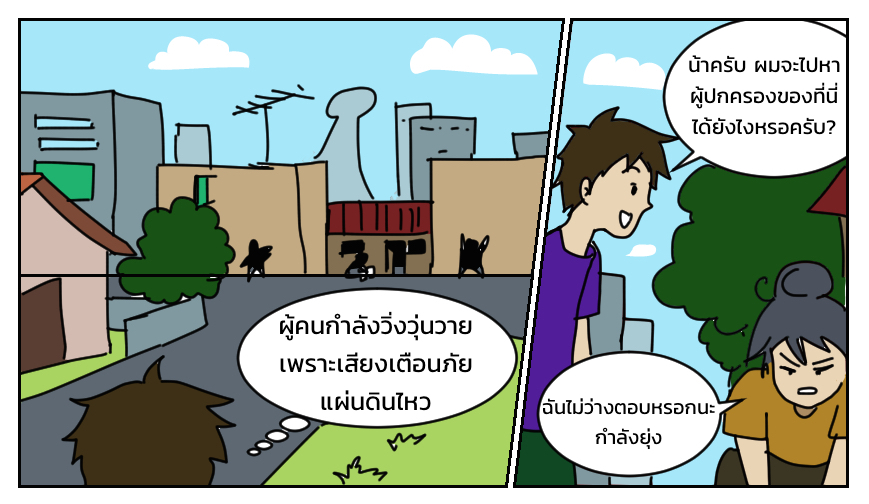 ผู้คนกำลังวิ่งวุ่นวาย
เพราะเสียงเตือนภัย
แผ่นดินไหว
น้าครับ ผมจะไปหา
ผู้ปกครองของที่นี่
ได้ยังไงหรอครับ?
ฉันไม่ว่างตอบหรอกนะ
กำลังยุ่ง